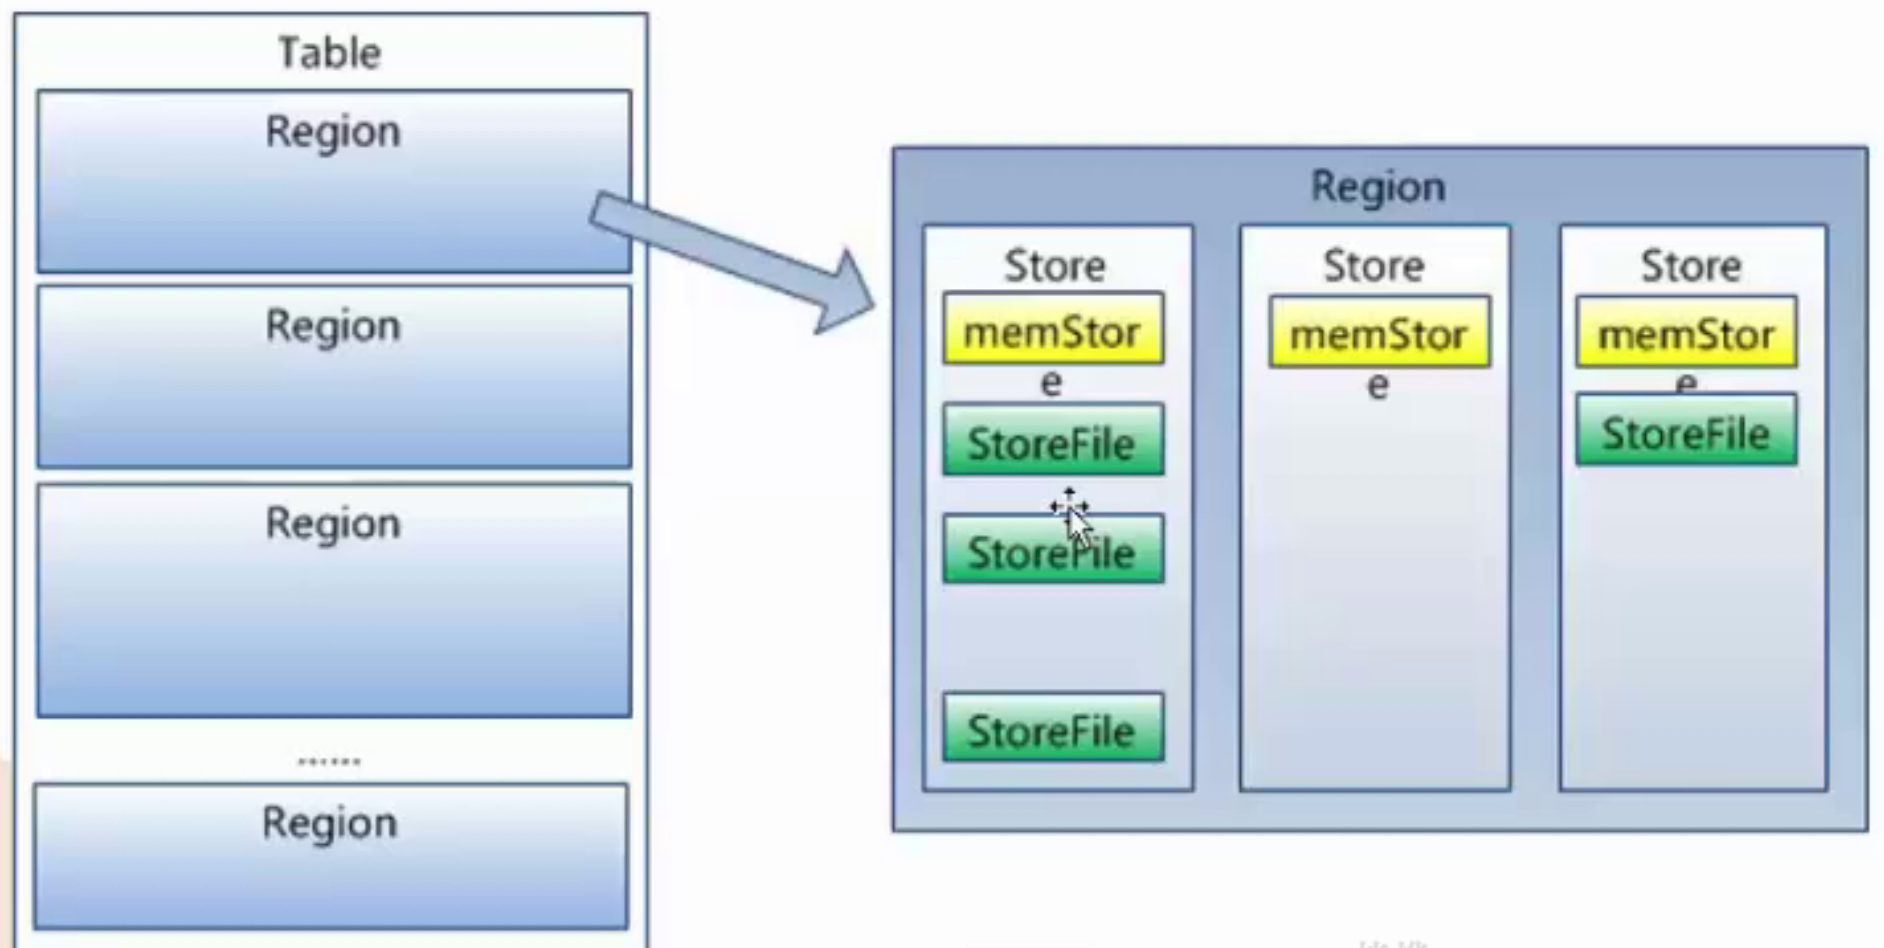 Table
Region
Region
Region
......
Region
Region
Store
memStor
e
StoreFile
StoreFile
StoreFile
Store
memStor
e
Store
memStor
e
StoreFile